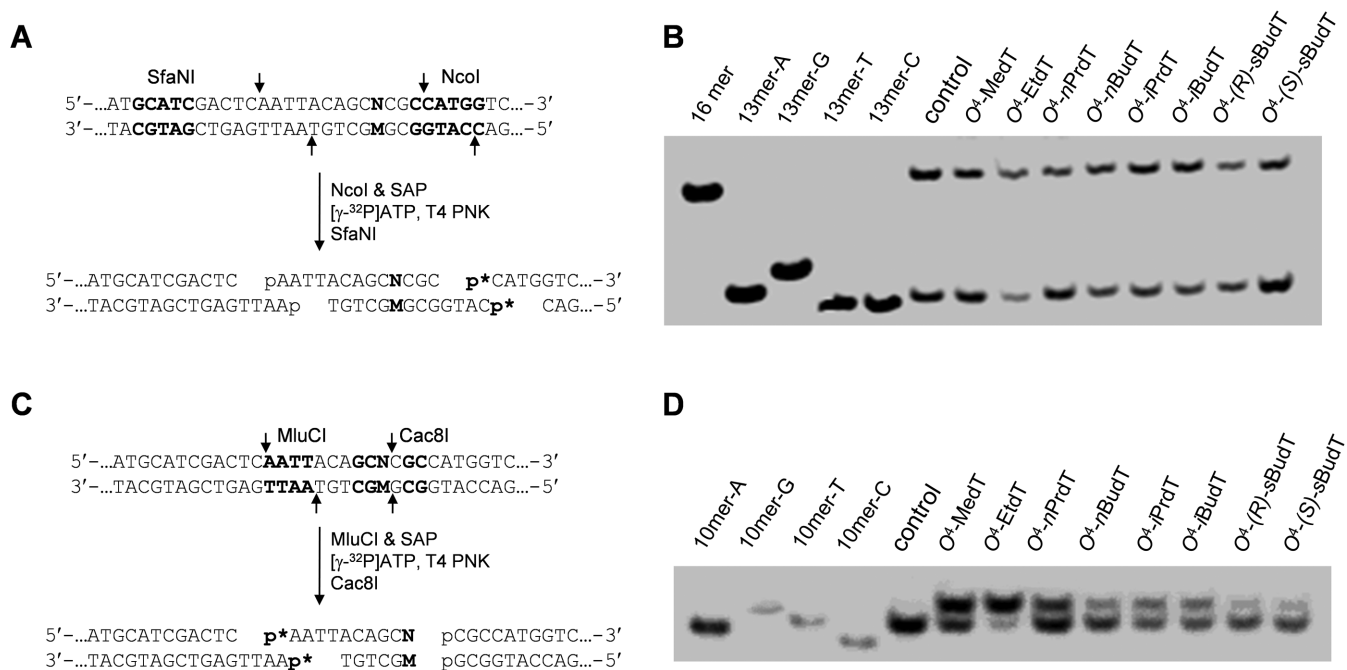 A
SfaNI NcoI
5′-…ATGCATCGACTCAATTACAGCNCGCCATGGTC…-3′
3′-…TACGTAGCTGAGTTAATGTCGMGCGGTACCAG…-5′
NcoI & SAP
[γ-³²P]ATP, T4 PNK
SfaNI
5′-…ATGCATCGACTC pAATTACAGCNCGC p*CATGGTC…-3′
3′-…TACGTAGCTGAGTTAAp TGTCGMGCGGTACp* CAG…-5′
B
16 mer
13mer-A
13mer-G
13mer-T
13mer-C
control
O⁴-MedT
O⁴-EtdT
O⁴-nPrdT
O⁴-nBudT
O⁴-iPrdT
O⁴-iBudT
O⁴-(R)-sBudT
O⁴-(S)-sBudT
C
MluCI Cac8I
5′-…ATGCATCGACTCAATTACAGCNCGCCATGGTC…-3′
3′-…TACGTAGCTGAGTTAATGTCGMGCGGTACCAG…-5′
MluCI & SAP
[γ-³²P]ATP, T4 PNK
Cac8I
5′-…ATGCATCGACTC p*AATTACAGCN pCGCCATGGTC…-3′
3′-…TACGTAGCTGAGTTAAp* TGTCGM pGCGGTACCAG…-5′
D
10mer-A
10mer-G
10mer-T
10mer-C
control
O⁴-MedT
O⁴-EtdT
O⁴-nPrdT
O⁴-nBudT
O⁴-iPrdT
O⁴-iBudT
O⁴-(R)-sBudT
O⁴-(S)-sBudT